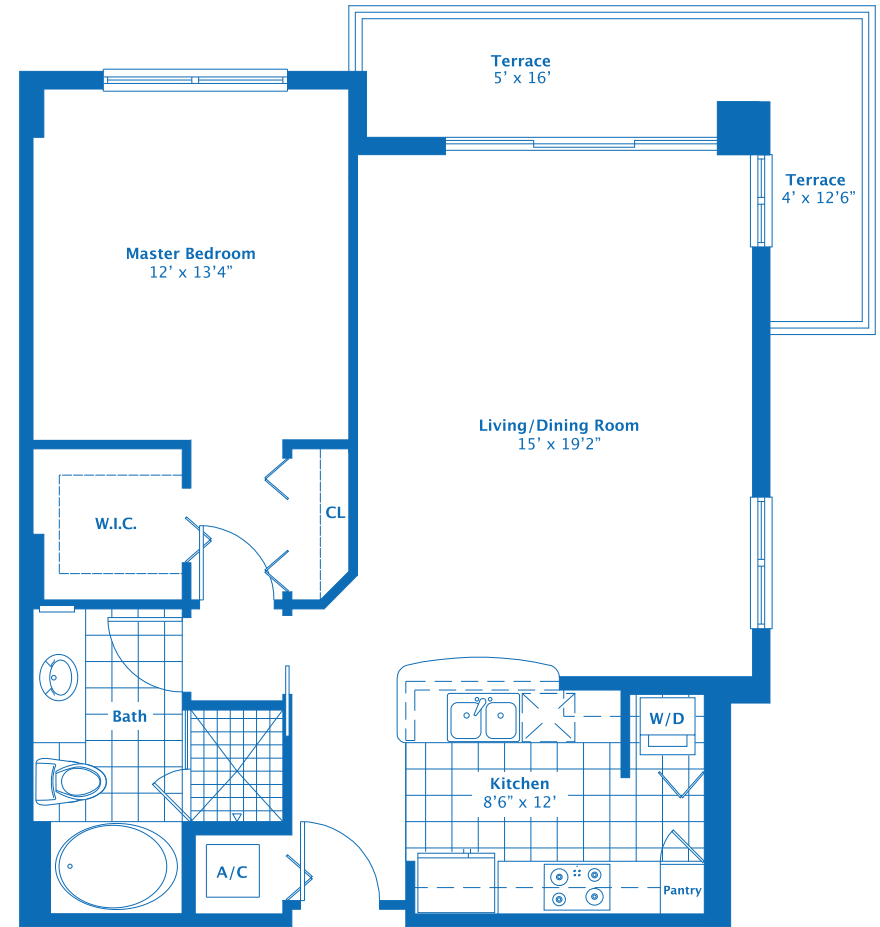 Terrace
5’ x 16’
Terrace
4’ x 12’6”
Master Bedroom
12’ x 13’4”
Living/Dining Room
15’ x 19’2”
W.I.C.
CL
Bath
W/D
Kitchen
8’6” x 12’
A/C
Pantry